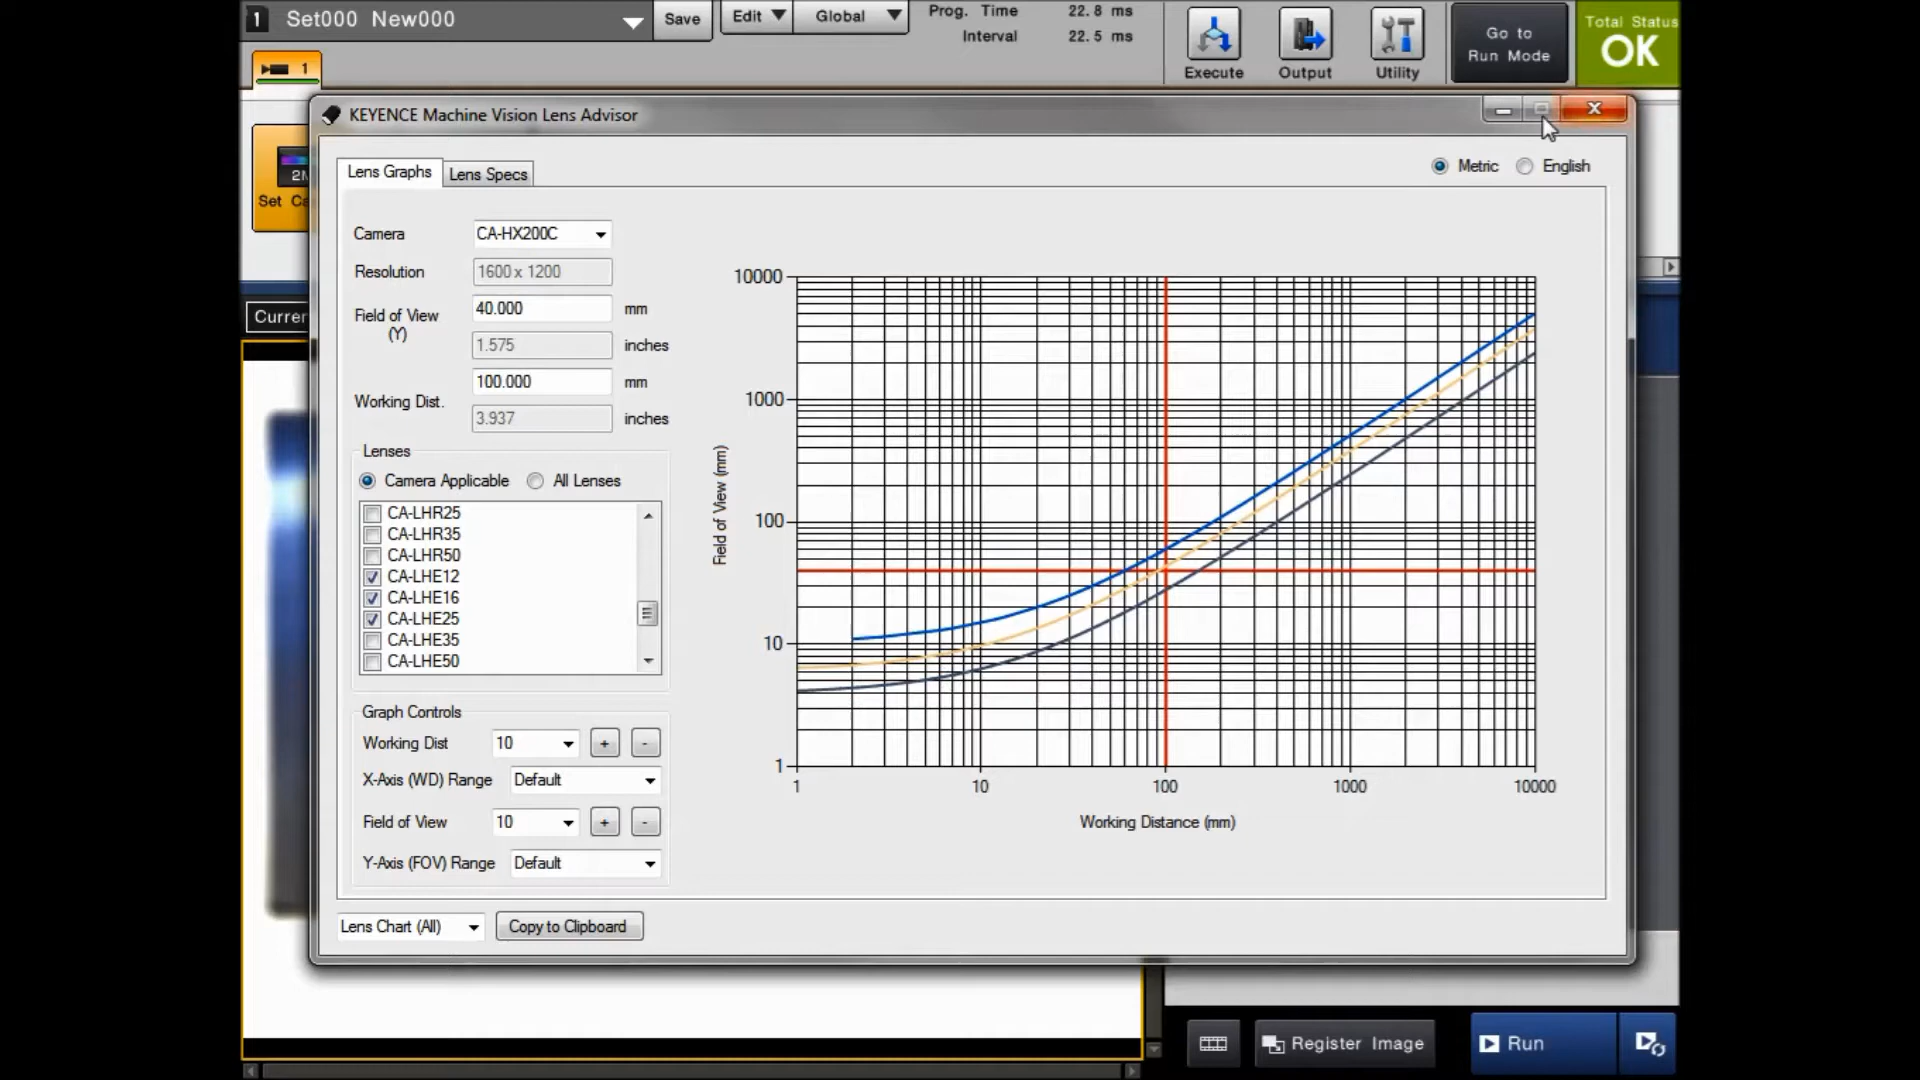 1 Set000 New000
Save
Edit
Global
Prog. Time 22.8 ms
Interval 22.5 ms
Execute
Output
Utility
Go to
Run Mode
Total Status
OK
1
KEYENCE Machine Vision Lens Advisor
Lens Graphs
Lens Specs
Metric
English
Set
Camera
CA-HX200C
Resolution
1600 x 1200
Field of View
(Y)
40.000 mm
1.575 inches
Working Dist.
100.000 mm
3.937 inches
Lenses
Camera Applicable
All Lenses
CA-LHR25
CA-LHR35
CA-LHR50
CA-LHE12
CA-LHE16
CA-LHE25
CA-LHE35
CA-LHE50
Graph Controls
Working Dist 10 + -
X-Axis (WD) Range Default
Field of View 10 + -
Y-Axis (FOV) Range Default
Lens Chart (All)
Copy to Clipboard
10000
1000
100
10
1
Field of View (mm)
1 10 100 1000 10000
Working Distance (mm)
Register Image
Run